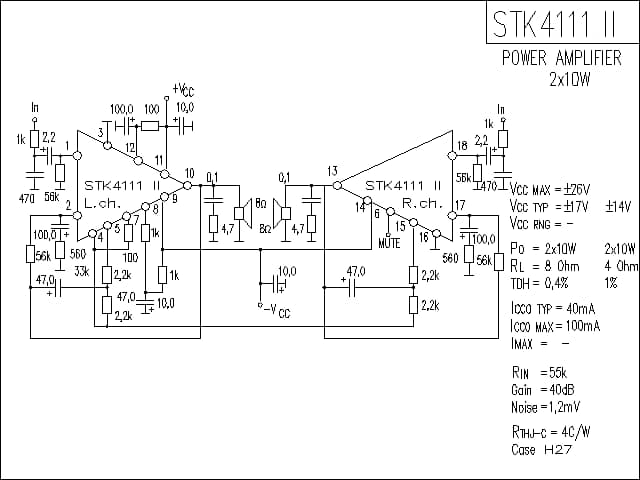 STK4111 II
POWER AMPLIFIER
2x10W
+VCC
In
100,0
100
10,0
In
1k
2,2
1
3
12
11
1k
2,2
18
470
56k
STK4111 II
L.ch.
10
0,1
0,1
13
STK4111 II
R.ch.
56k
470
2
9
8
7
5
4
4,7
8Ω
8Ω
4,7
14
6
15
16
17
MUTE
100,0
56k
560
33k
100
1k
1k
100,0
560
56k
47,0
2,2k
47,0
10,0
2,2k
10,0
-VCC
47,0
2,2k
2,2k
VCC MAX = ±26V
VCC TYP = ±17V ±14V
VCC RNG = -
PO = 2x10W 2x10W
RL = 8 Ohm 4 Ohm
TDH = 0,4% 1%
ICCO TYP = 40mA
ICCO MAX = 100mA
IMAX = -
RIN = 55k
Gain = 40dB
Noise = 1,2mV
RTHJ-C = 4C/W
Case H27